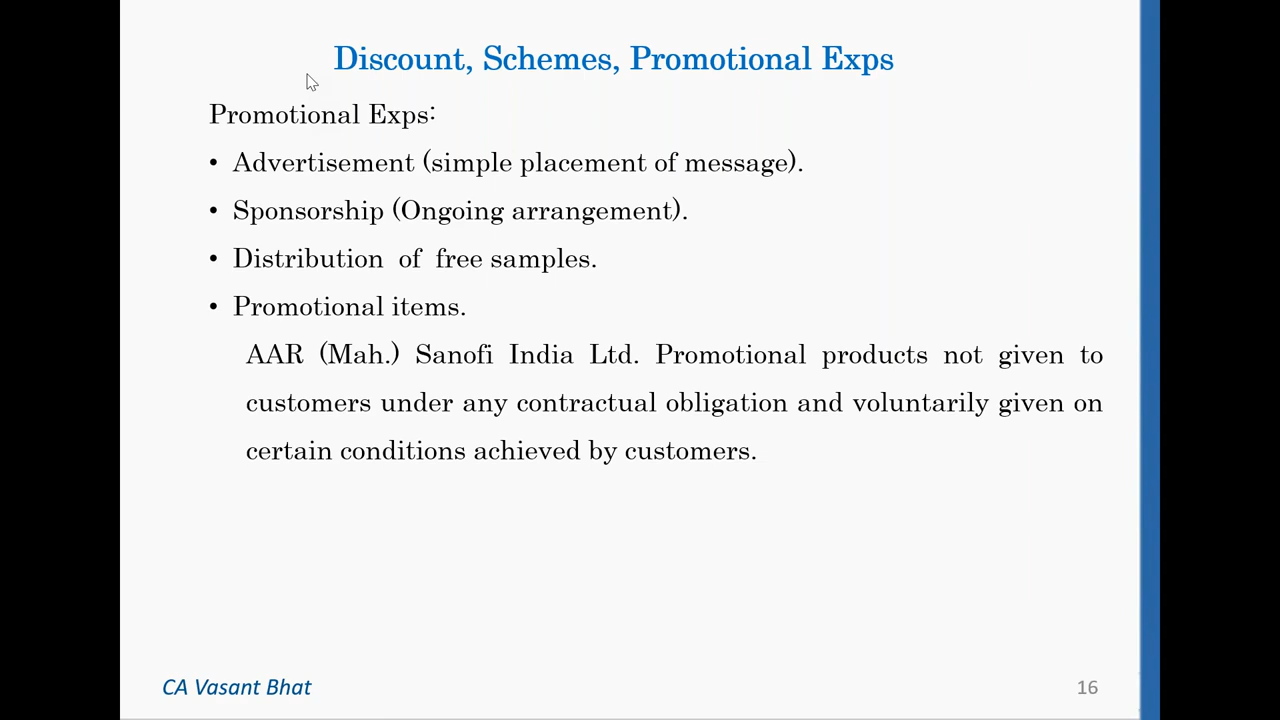 Discount, Schemes, Promotional Exps
Promotional Exps:
• Advertisement (simple placement of message).
• Sponsorship (Ongoing arrangement).
• Distribution of free samples.
• Promotional items.
AAR (Mah.) Sanofi India Ltd. Promotional products not given to
customers under any contractual obligation and voluntarily given on
certain conditions achieved by customers.
CA Vasant Bhat
16